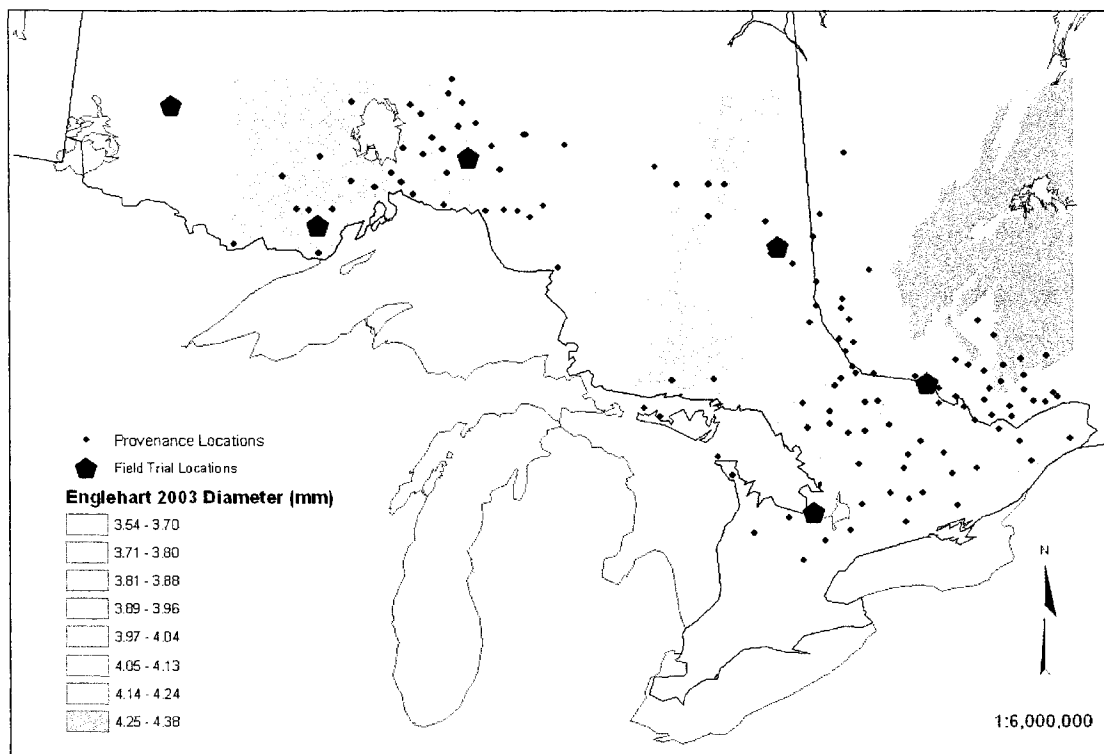 Provenance Locations
Field Trial Locations
Englehart 2003 Diameter (mm)
3.54 - 3.70
3.71 - 3.80
3.81 - 3.88
3.89 - 3.96
3.97 - 4.04
4.05 - 4.13
4.14 - 4.24
4.25 - 4.38
N
1:6,000,000